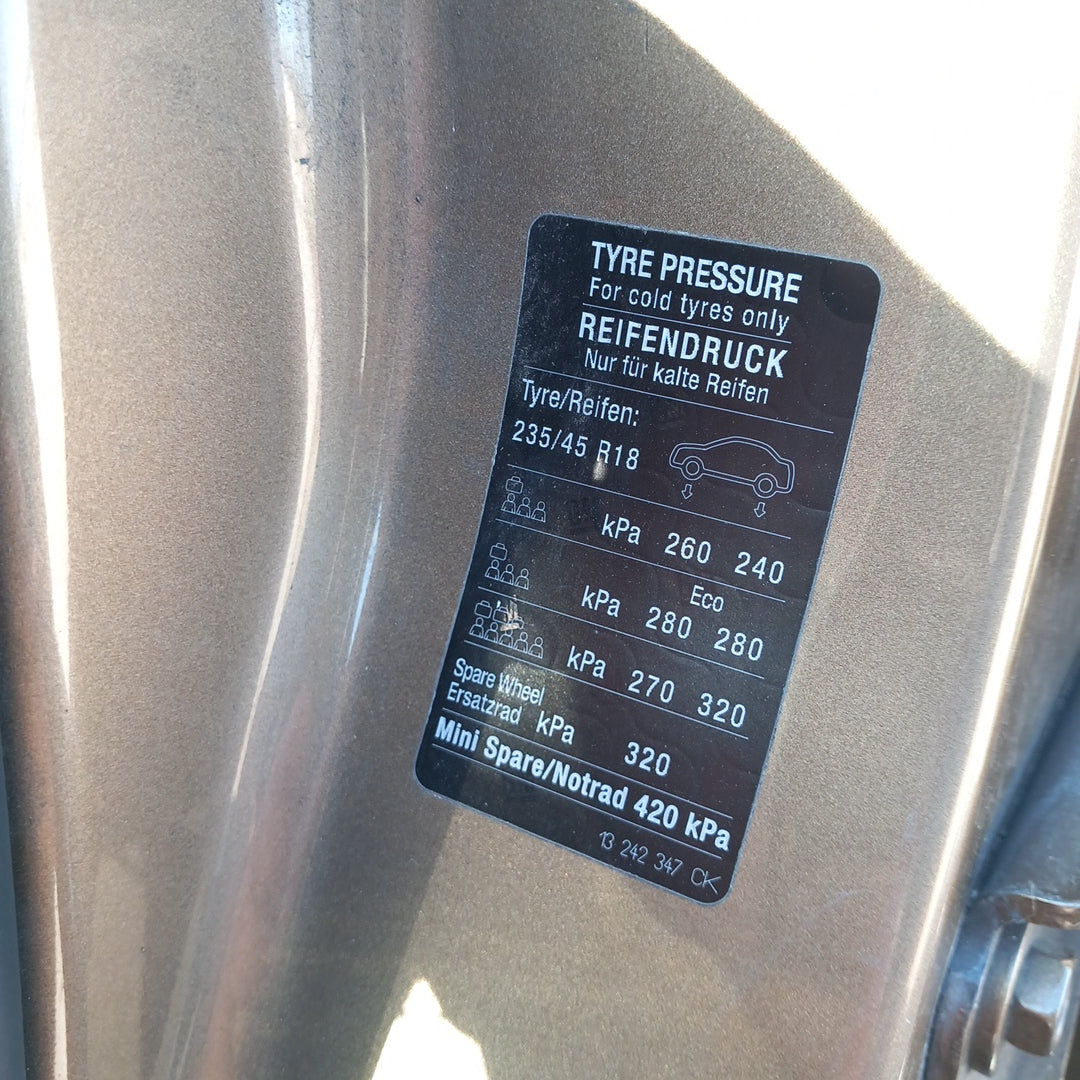 TYRE PRESSURE
For cold tyres only
REIFENDRUCK
Nur für kalte Reifen
Tyre/Reifen:
235/45 R18
kPa 260 240
Eco
kPa 280 280
kPa 270 320
Spare Wheel
Ersatzrad kPa 320
Mini Spare/Notrad 420 kPa
13 242 347 CK